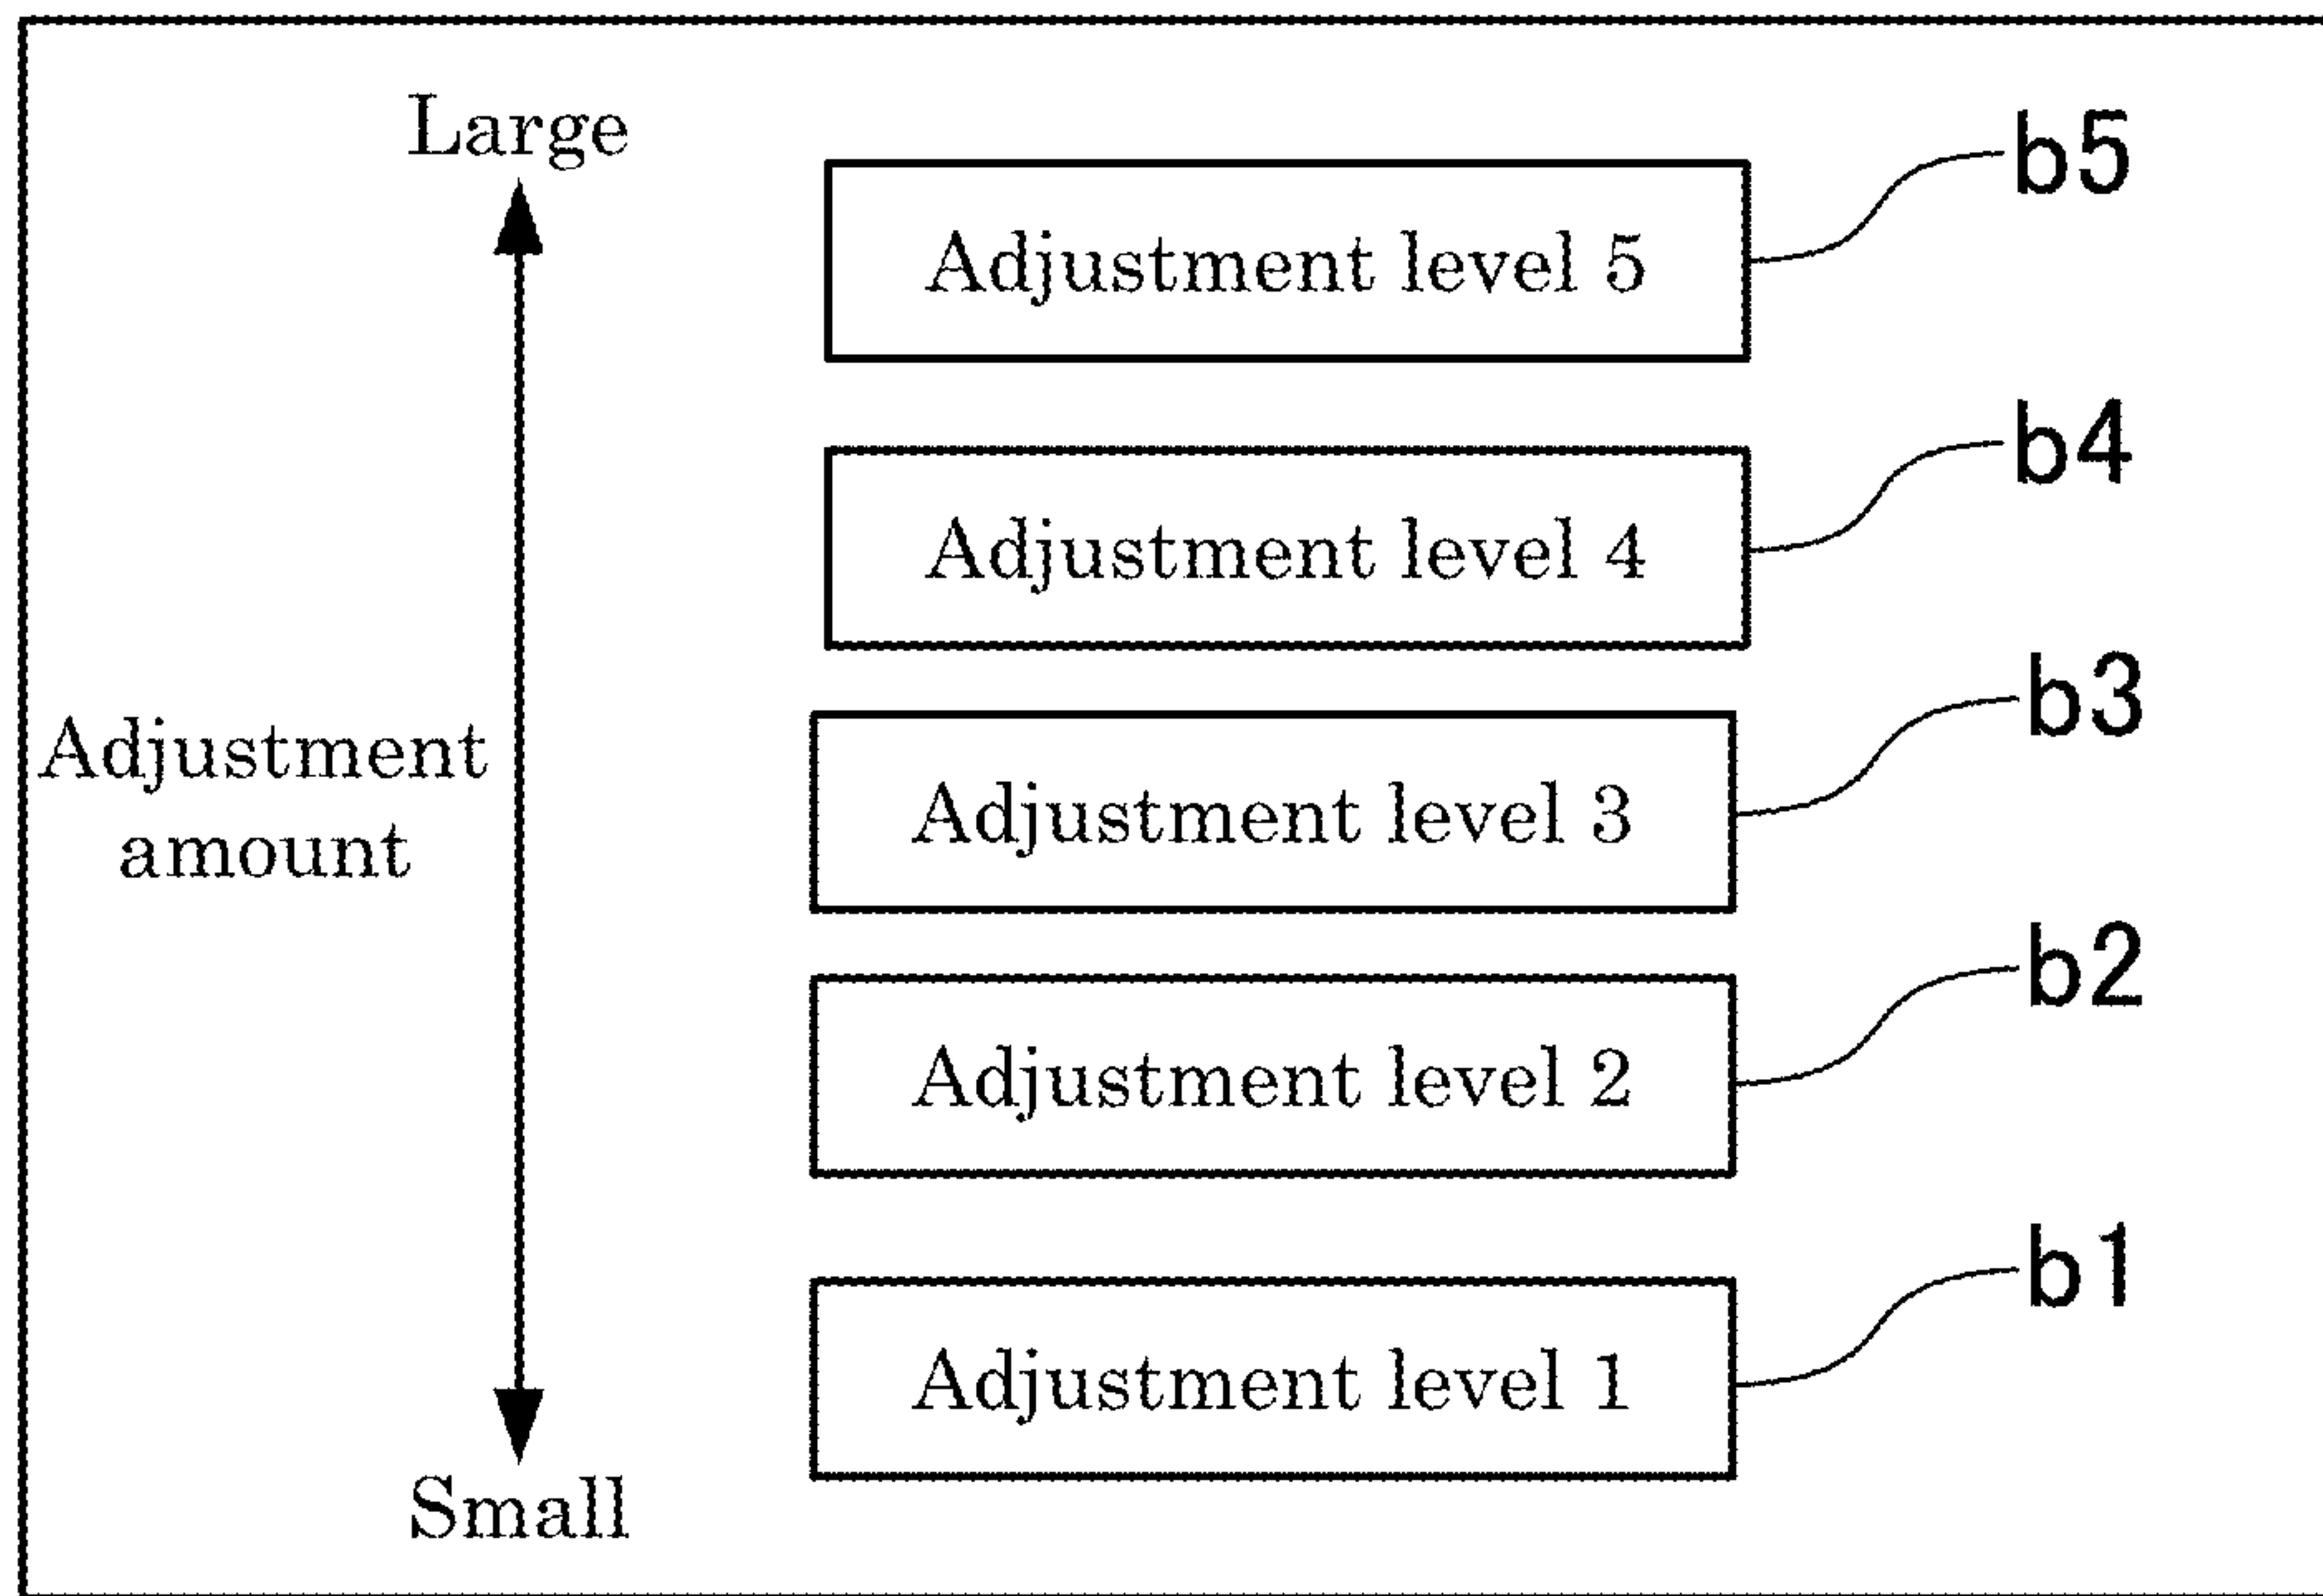 Large
Adjustment level 5
b5
Adjustment level 4
b4
Adjustment
amount
Adjustment level 3
b3
Adjustment level 2
b2
Adjustment level 1
b1
Small